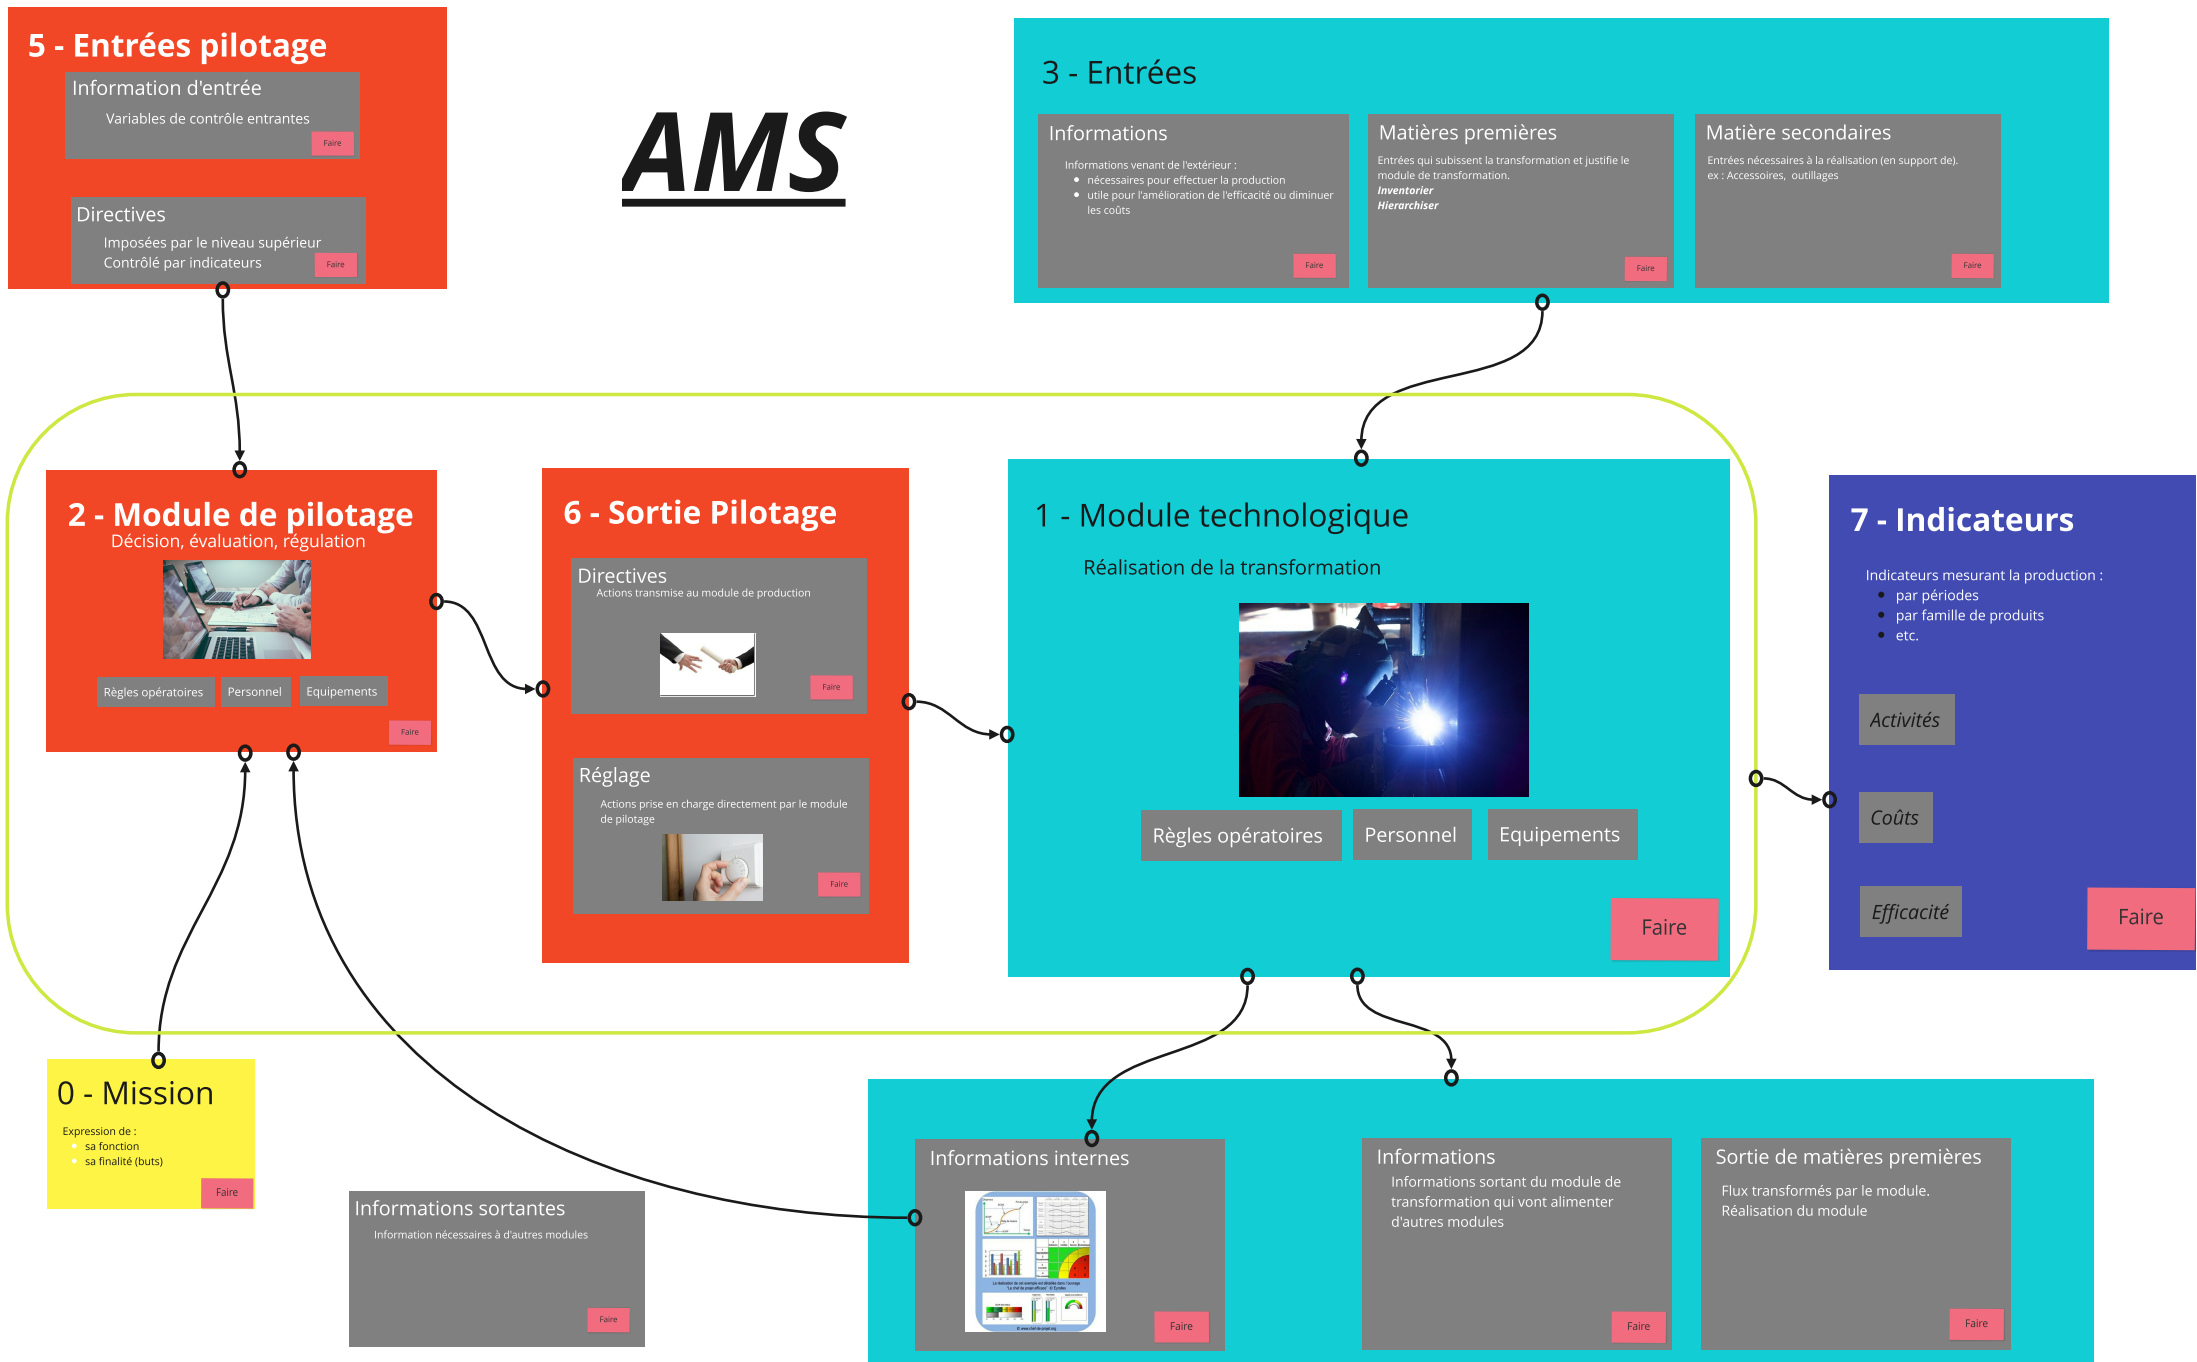 5 - Entrées pilotage
Information d'entrée
Variables de contrôle entrantes
Faire
Directives
Imposées par le niveau supérieur
Contrôlé par indicateurs
Faire
AMS
3 - Entrées
Informations
Informations venant de l'extérieur :
nécessaires pour effectuer la production
utile pour l'amélioration de l'efficacité ou diminuer
les coûts
Faire
Matières premières
Entrées qui subissent la transformation et justifie le
module de transformation.
Inventorier
Hierarchiser
Faire
Matière secondaires
Entrées nécessaires à la réalisation (en support de).
ex : Accessoires, outillages
Faire
2 - Module de pilotage
Décision, évaluation, régulation
Règles opératoires
Personnel
Equipements
Faire
6 - Sortie Pilotage
Directives
Actions transmise au module de production
Faire
Réglage
Actions prise en charge directement par le module
de pilotage
Faire
1 - Module technologique
Réalisation de la transformation
Règles opératoires
Personnel
Equipements
Faire
7 - Indicateurs
Indicateurs mesurant la production :
par périodes
par famille de produits
etc.
Activités
Coûts
Efficacité
Faire
0 - Mission
Expression de :
sa fonction
sa finalité (buts)
Faire
Informations sortantes
Information nécessaires à d'autres modules
Faire
Informations internes
Faire
Informations
Informations sortant du module de
transformation qui vont alimenter
d'autres modules
Faire
Sortie de matières premières
Flux transformés par le module.
Réalisation du module
Faire